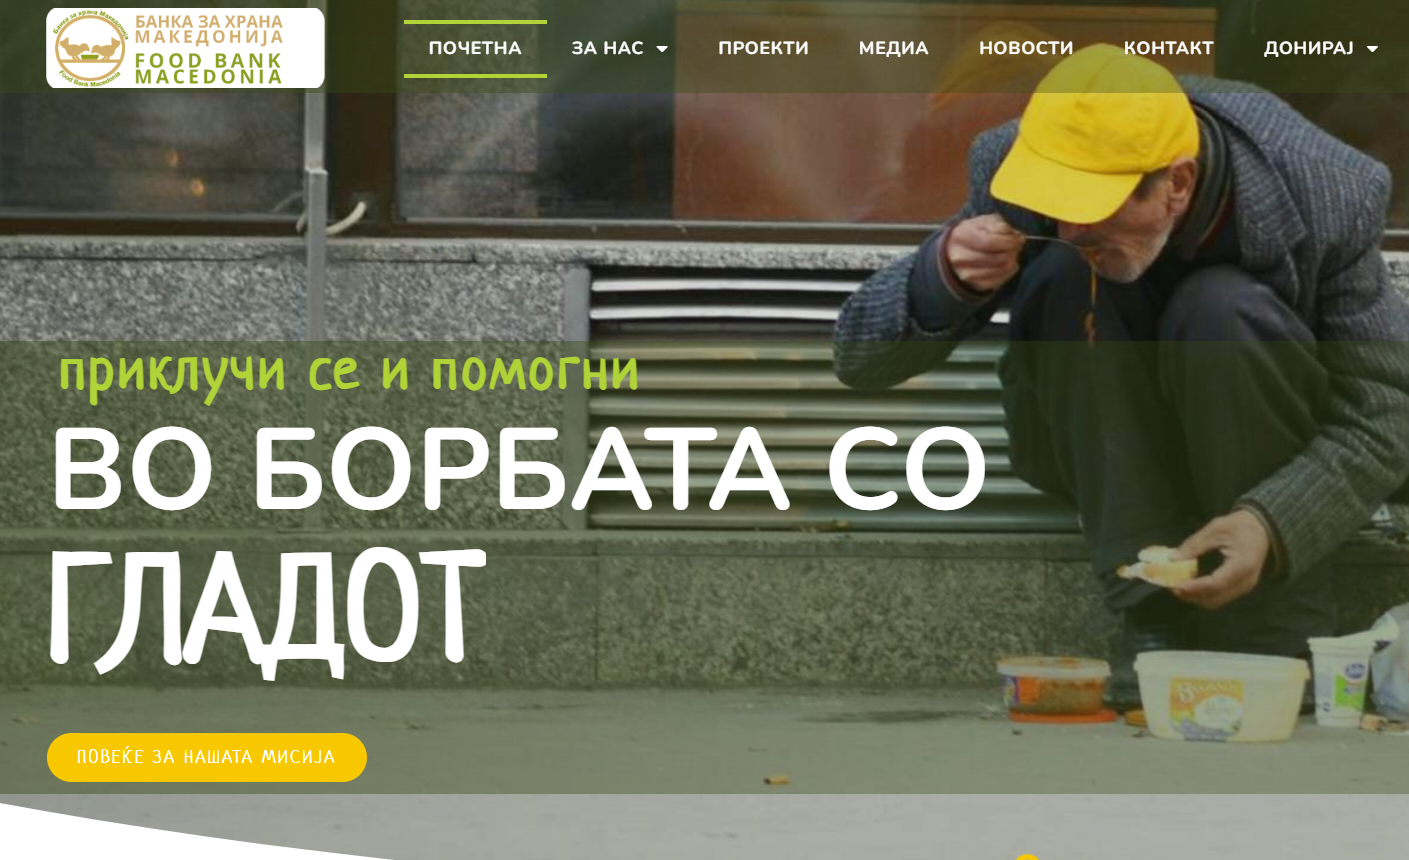 Банка за храна Македонија
БАНКА ЗА ХРАНА
МАКЕДОНИЈА
FOOD BANK
MACEDONIA
Food Bank Macedonia
ПОЧЕТНА
ЗА НАС
ПРОЕКТИ
МЕДИА
НОВОСТИ
КОНТАКТ
ДОНИРАЈ
приклучи се и помогни
ВО БОРБАТА СО
ГЛАДОТ
ПОВЕЌЕ ЗА НАШАТА МИСИЈА